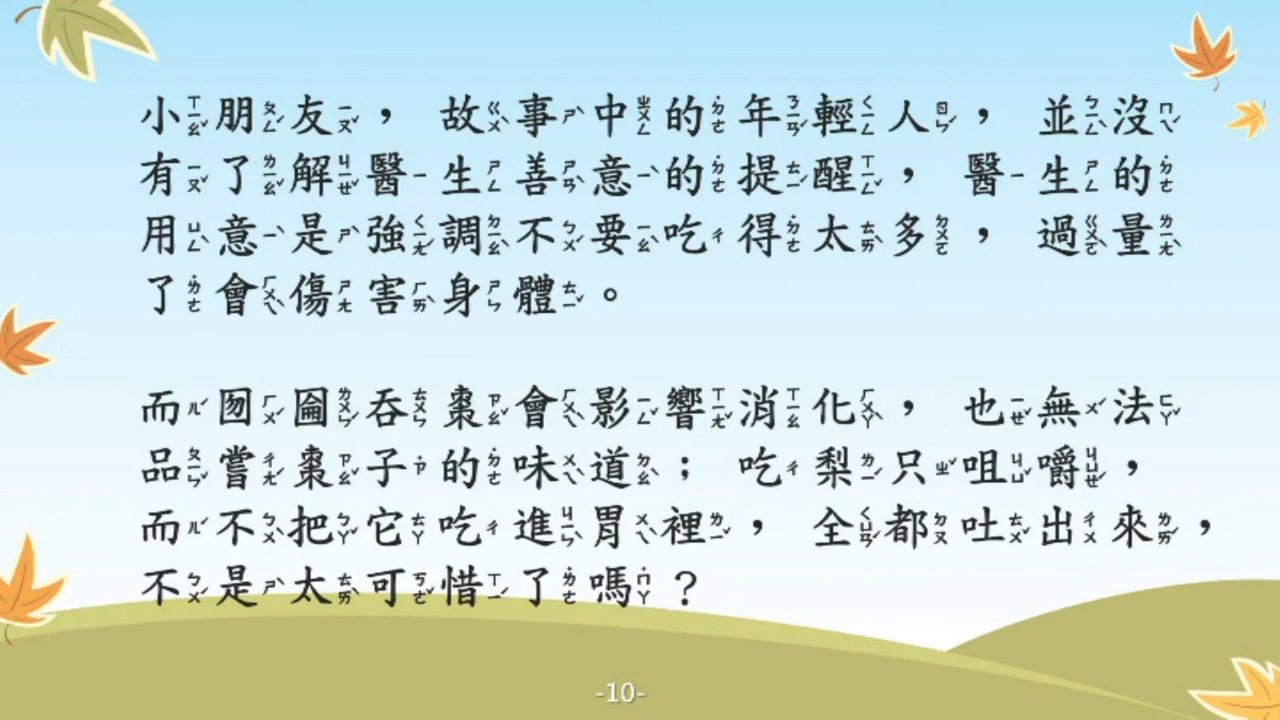 小朋友，故事中的年輕人，並沒
有了解醫生善意的提醒，醫生的
用意是強調不要吃得太多，過量
了會傷害身體。
而囫圇吞棗會影響消化，也無法
品嘗棗子的味道；吃梨只咀嚼，
而不把它吃進胃裡，全都吐出來，
不是太可惜了嗎？
-10-